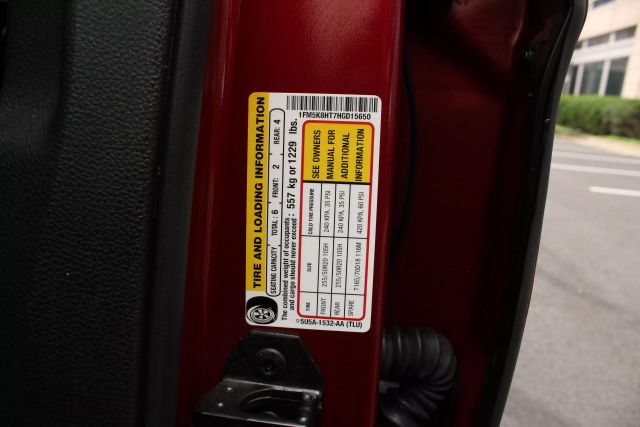 1FM5K8HT7HGD15650
TIRE AND LOADING INFORMATION
SEATING CAPACITY TOTAL: 6 FRONT: 2 REAR: 4
The combined weight of occupants and cargo should never exceed: 557 kg or 1229 lbs.
TIRE SIZE COLD TIRE PRESSURE SEE OWNERS
FRONT 255/50R20 105H 240 KPA, 35 PSI MANUAL FOR
REAR 255/50R20 105H 240 KPA, 35 PSI ADDITIONAL
SPARE T165/70D18 116M 420 KPA, 60 PSI INFORMATION
5U5A-1532-AA (TLU)